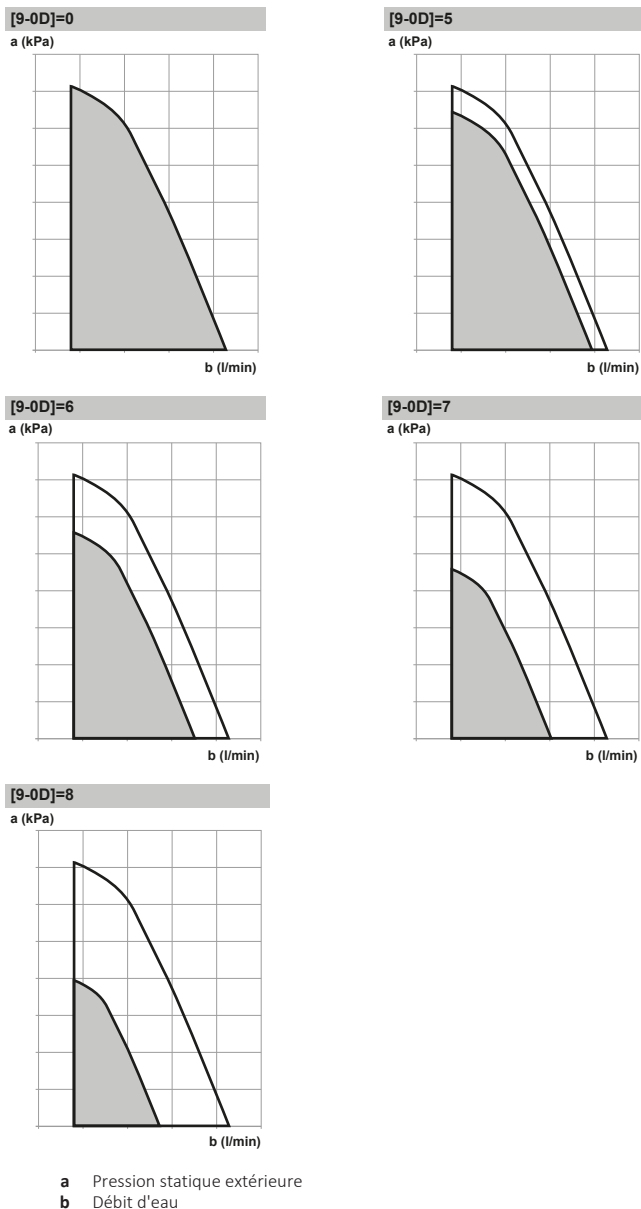 [9-0D]=0
a (kPa)
b (l/min)
[9-0D]=5
a (kPa)
b (l/min)
[9-0D]=6
a (kPa)
b (l/min)
[9-0D]=7
a (kPa)
b (l/min)
[9-0D]=8
a (kPa)
b (l/min)
a Pression statique extérieure
b Débit d'eau